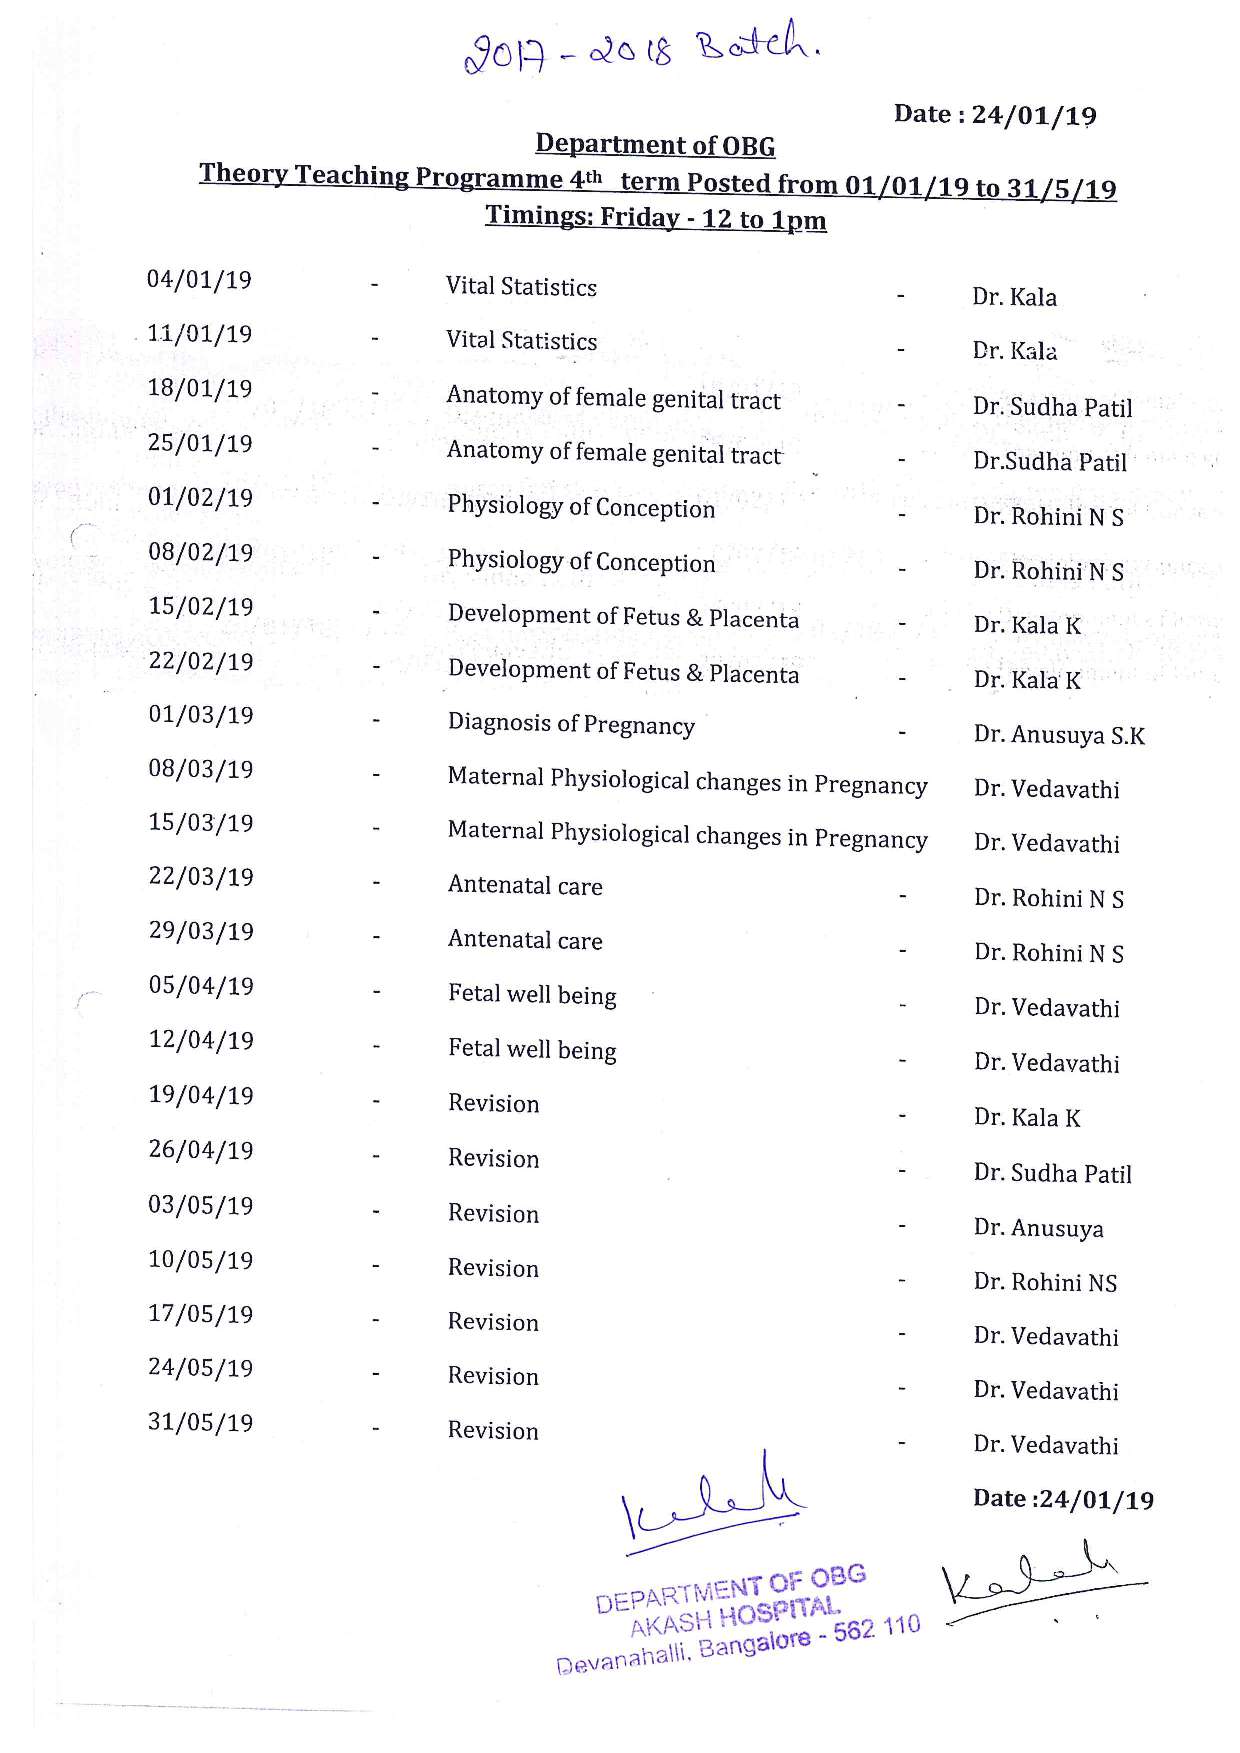 2017 - 2018 Batch.
Date : 24/01/19
Department of OBG
Theory Teaching Programme 4th term Posted from 01/01/19 to 31/5/19
Timings: Friday - 12 to 1pm
04/01/19 - Vital Statistics - Dr. Kala
11/01/19 - Vital Statistics - Dr. Kala
18/01/19 - Anatomy of female genital tract - Dr. Sudha Patil
25/01/19 - Anatomy of female genital tract - Dr.Sudha Patil
01/02/19 - Physiology of Conception - Dr. Rohini N S
08/02/19 - Physiology of Conception - Dr. Rohini N S
15/02/19 - Development of Fetus & Placenta - Dr. Kala K
22/02/19 - Development of Fetus & Placenta - Dr. Kala K
01/03/19 - Diagnosis of Pregnancy - Dr. Anusuya S.K
08/03/19 - Maternal Physiological changes in Pregnancy Dr. Vedavathi
15/03/19 - Maternal Physiological changes in Pregnancy Dr. Vedavathi
22/03/19 - Antenatal care - Dr. Rohini N S
29/03/19 - Antenatal care - Dr. Rohini N S
05/04/19 - Fetal well being - Dr. Vedavathi
12/04/19 - Fetal well being - Dr. Vedavathi
19/04/19 - Revision - Dr. Kala K
26/04/19 - Revision - Dr. Sudha Patil
03/05/19 - Revision - Dr. Anusuya
10/05/19 - Revision - Dr. Rohini NS
17/05/19 - Revision - Dr. Vedavathi
24/05/19 - Revision - Dr. Vedavathi
31/05/19 - Revision - Dr. Vedavathi
Date :24/01/19
DEPARTMENT OF OBG
AKASH HOSPITAL
Devanahalli, Bangalore - 562 110